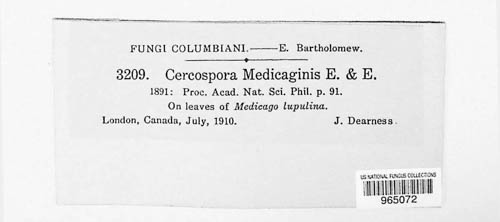 FUNGI COLUMBIANI.——E. Bartholomew.
3209. Cercospora Medicaginis E. & E.
1891: Proc. Acad. Nat. Sci. Phil. p. 91.
On leaves of Medicago lupulina.
London, Canada, July, 1910. J. Dearness.
US NATIONAL FUNGUS COLLECTIONS
965072